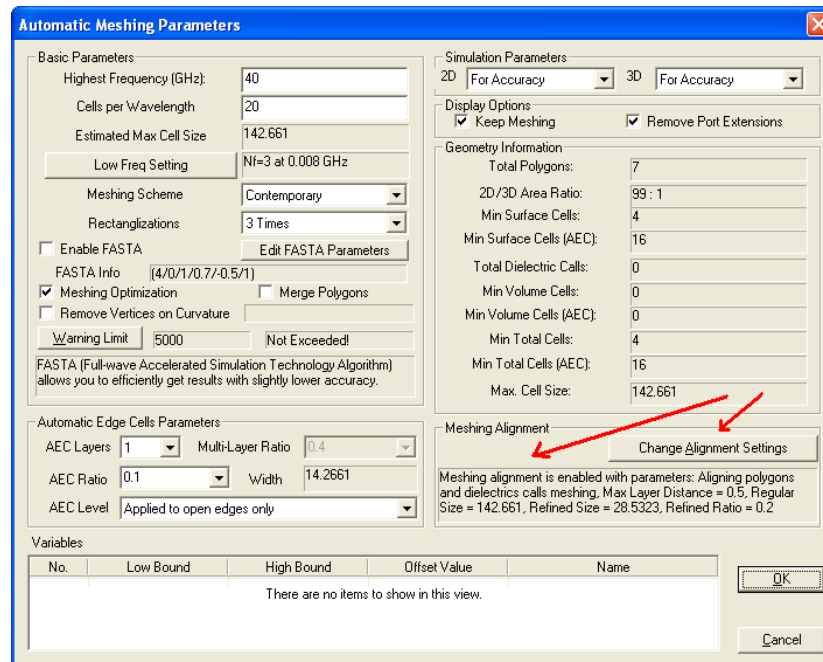 Automatic Meshing Parameters
Basic Parameters
Highest Frequency (GHz): 40
Cells per Wavelength 20
Estimated Max Cell Size 142.661
Low Freq Setting Nf=3 at 0.008 GHz
Meshing Scheme Contemporary
Rectanglizations 3 Times
Enable FASTA Edit FASTA Parameters
FASTA Info (4/0/1/0.7/-0.5/1)
Meshing Optimization Merge Polygons
Remove Vertices on Curvature
Warning Limit 5000 Not Exceeded!
FASTA (Full-wave Accelerated Simulation Technology Algorithm)
allows you to efficiently get results with slightly lower accuracy.
Automatic Edge Cells Parameters
AEC Layers 1 Multi-Layer Ratio 0.4
AEC Ratio 0.1 Width 14.2661
AEC Level Applied to open edges only
Simulation Parameters
2D For Accuracy 3D For Accuracy
Display Options
Keep Meshing Remove Port Extensions
Geometry Information
Total Polygons: 7
2D/3D Area Ratio: 99 : 1
Min Surface Cells: 4
Min Surface Cells (AEC): 16
Total Dielectric Calls: 0
Min Volume Cells: 0
Min Volume Cells (AEC): 0
Min Total Cells: 4
Min Total Cells (AEC): 16
Max. Cell Size: 142.661
Meshing Alignment
Change Alignment Settings
Meshing alignment is enabled with parameters: Aligning polygons
and dielectrics calls meshing, Max Layer Distance = 0.5, Regular
Size = 142.661, Refined Size = 28.5323, Refined Ratio = 0.2
Variables
No. Low Bound High Bound Offset Value Name
There are no items to show in this view.
OK
Cancel